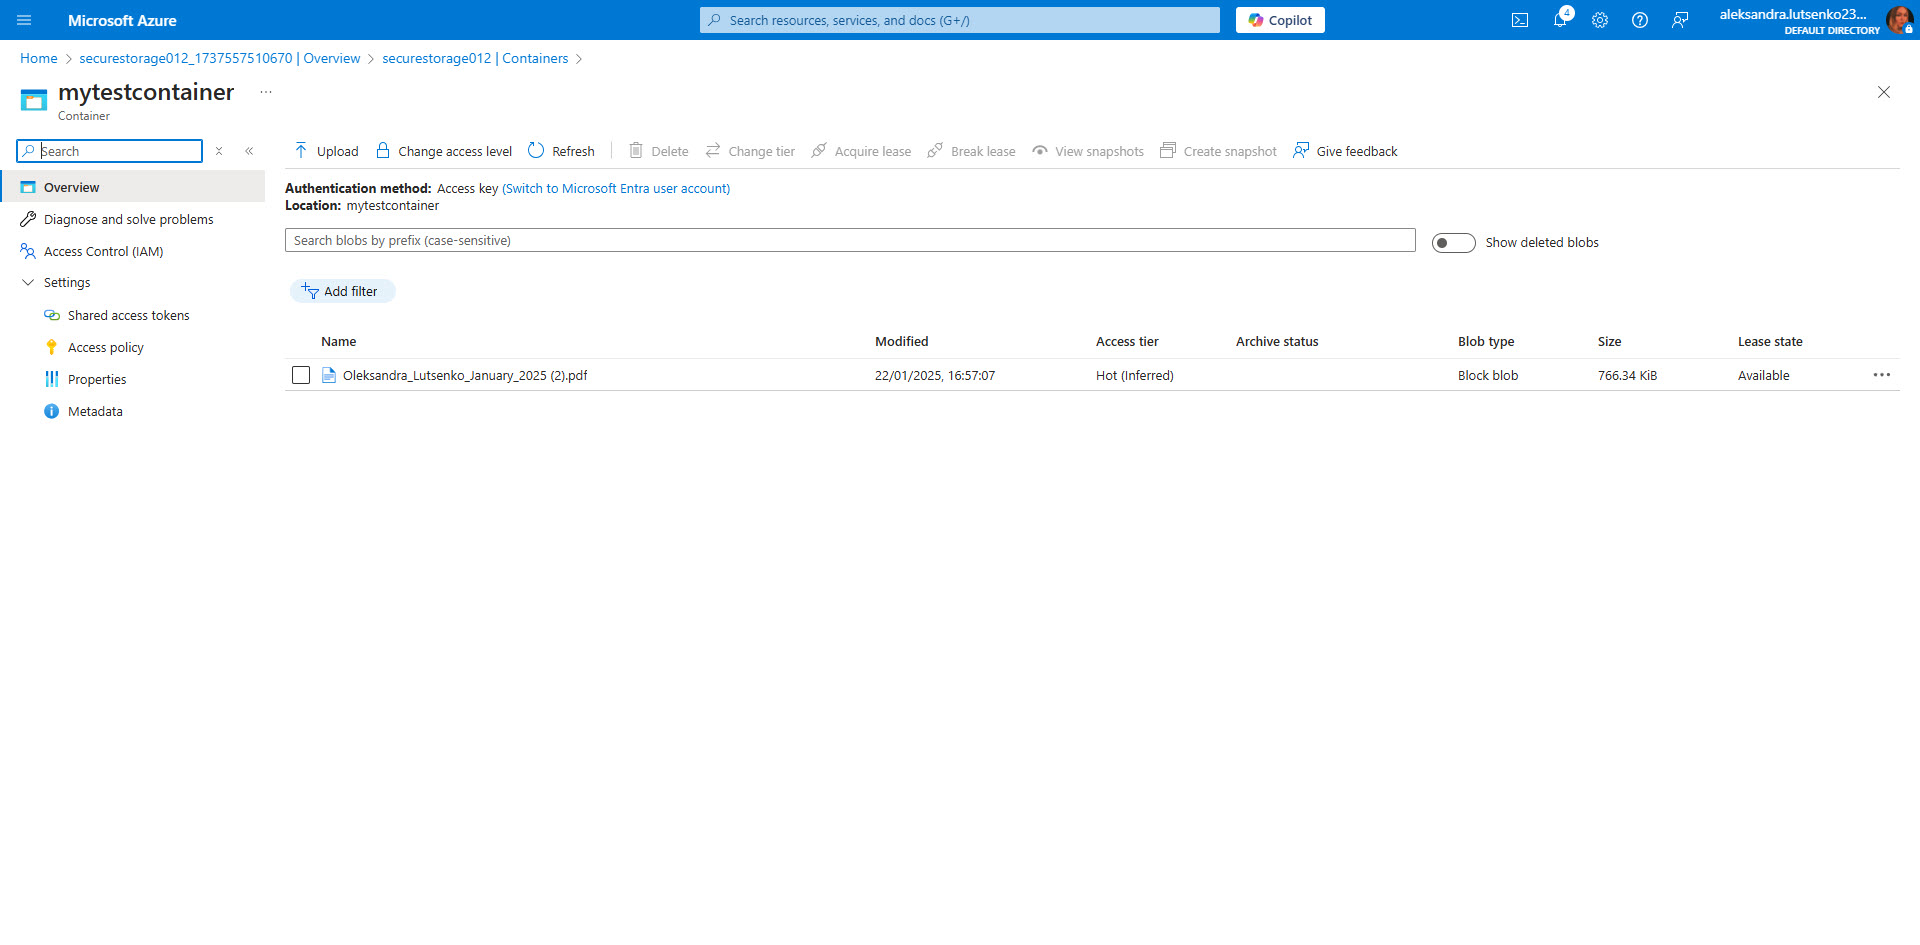 Microsoft Azure
Search resources, services, and docs (G+/)
Copilot
4
aleksandra.lutsenko23...
DEFAULT DIRECTORY
Home > securestorage012_1737557510670 | Overview > securestorage012 | Containers >
mytestcontainer ...
Container
Search
Upload Change access level Refresh Delete Change tier Acquire lease Break lease View snapshots Create snapshot Give feedback
Overview
Diagnose and solve problems
Access Control (IAM)
Settings
Shared access tokens
Access policy
Properties
Metadata
Authentication method: Access key (Switch to Microsoft Entra user account)
Location: mytestcontainer
Search blobs by prefix (case-sensitive)
Show deleted blobs
Add filter
Name Modified Access tier Archive status Blob type Size Lease state
Oleksandra_Lutsenko_January_2025 (2).pdf 22/01/2025, 16:57:07 Hot (Inferred) Block blob 766.34 KiB Available ...